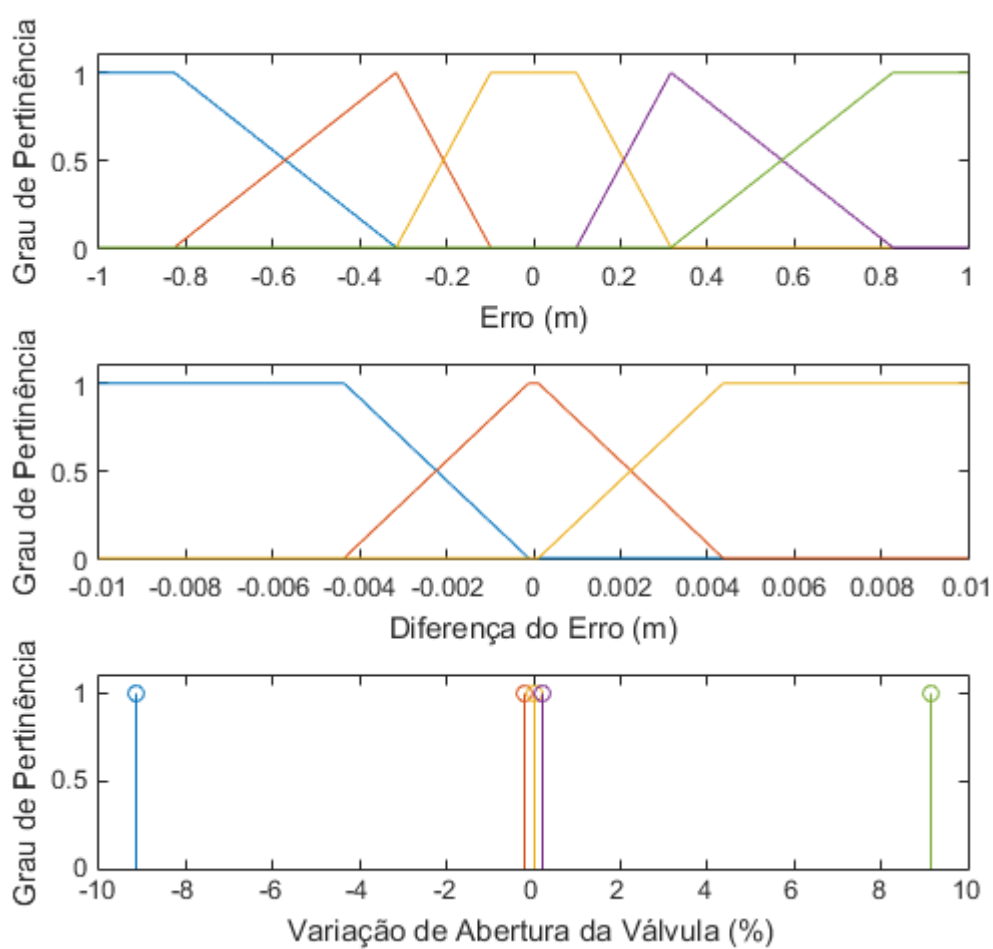 Grau de Pertinência
1
0.5
0
-1 -0.8 -0.6 -0.4 -0.2 0 0.2 0.4 0.6 0.8 1
Erro (m)
Grau de Pertinência
1
0.5
0
-0.01 -0.008 -0.006 -0.004 -0.002 0 0.002 0.004 0.006 0.008 0.01
Diferença do Erro (m)
Grau de Pertinência
1
0.5
0
-10 -8 -6 -4 -2 0 2 4 6 8 10
Variação de Abertura da Válvula (%)